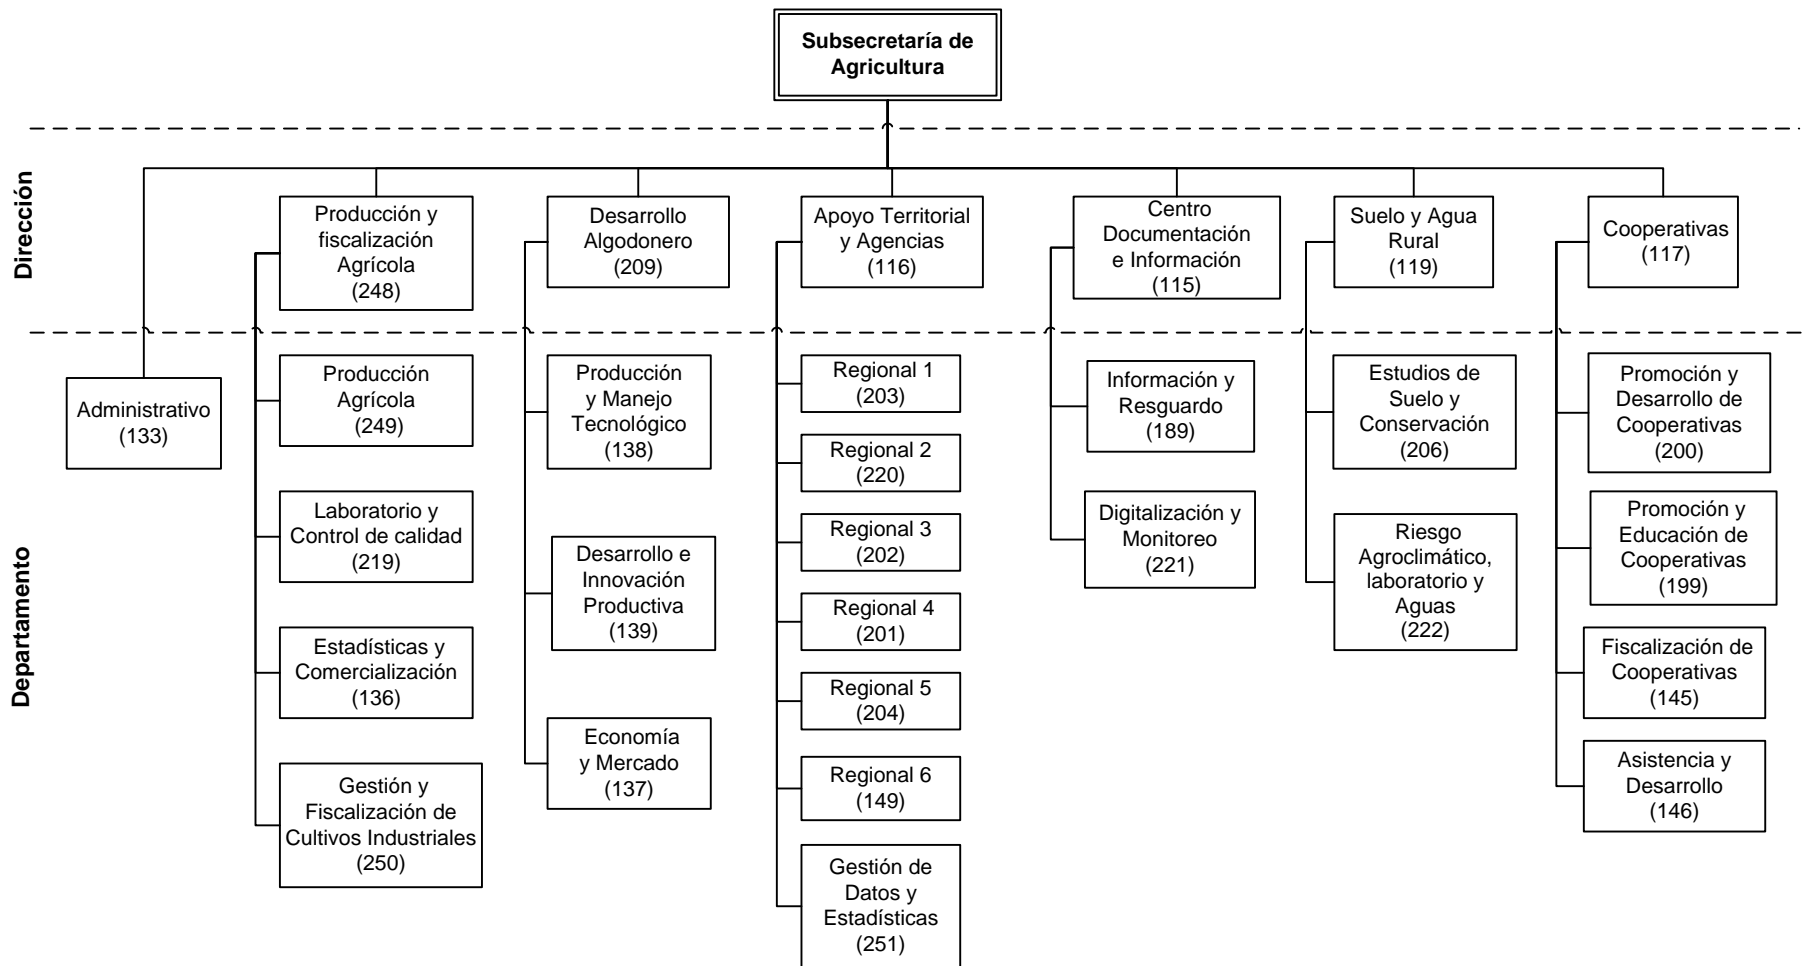 Subsecretaría de
Agricultura
Dirección
Producción y
fiscalización
Agrícola
(248)
Desarrollo
Algodonero
(209)
Apoyo Territorial
y Agencias
(116)
Centro
Documentación
e Información
(115)
Suelo y Agua
Rural
(119)
Cooperativas
(117)
Departamento
Administrativo
(133)
Producción
Agrícola
(249)
Laboratorio y
Control de calidad
(219)
Estadísticas y
Comercialización
(136)
Gestión y
Fiscalización de
Cultivos Industriales
(250)
Producción
y Manejo
Tecnológico
(138)
Desarrollo e
Innovación
Productiva
(139)
Economía
y Mercado
(137)
Regional 1
(203)
Regional 2
(220)
Regional 3
(202)
Regional 4
(201)
Regional 5
(204)
Regional 6
(149)
Gestión de
Datos y
Estadísticas
(251)
Información y
Resguardo
(189)
Digitalización y
Monitoreo
(221)
Estudios de
Suelo y
Conservación
(206)
Riesgo
Agroclimático,
laboratorio y
Aguas
(222)
Promoción y
Desarrollo de
Cooperativas
(200)
Promoción y
Educación de
Cooperativas
(199)
Fiscalización de
Cooperativas
(145)
Asistencia y
Desarrollo
(146)